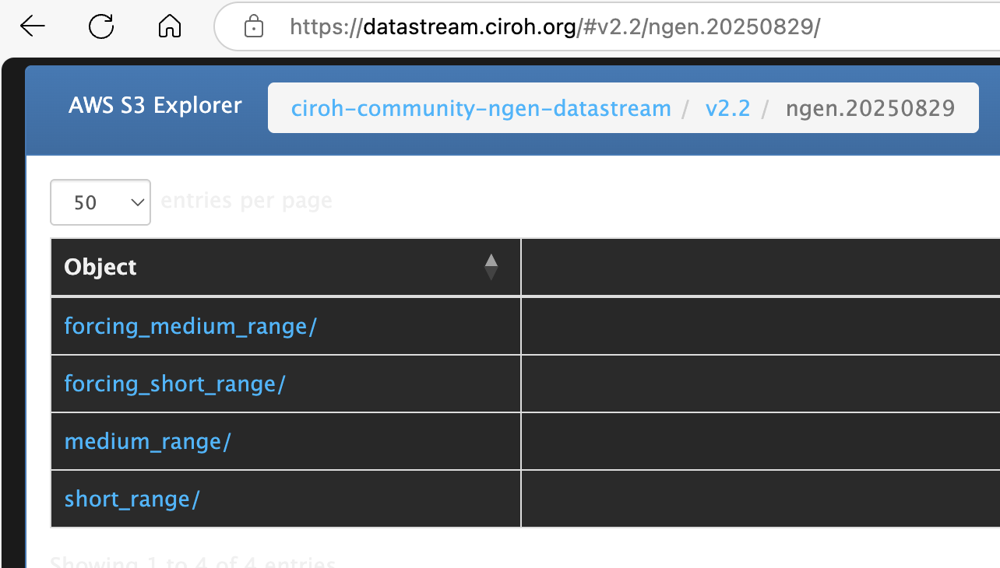 https://datastream.ciroh.org/#v2.2/ngen.20250829/
AWS S3 Explorer ciroh-community-ngen-datastream / v2.2 / ngen.20250829
50 entries per page
Object
forcing_medium_range/
forcing_short_range/
medium_range/
short_range/
Showing 1 to 4 of 4 entries